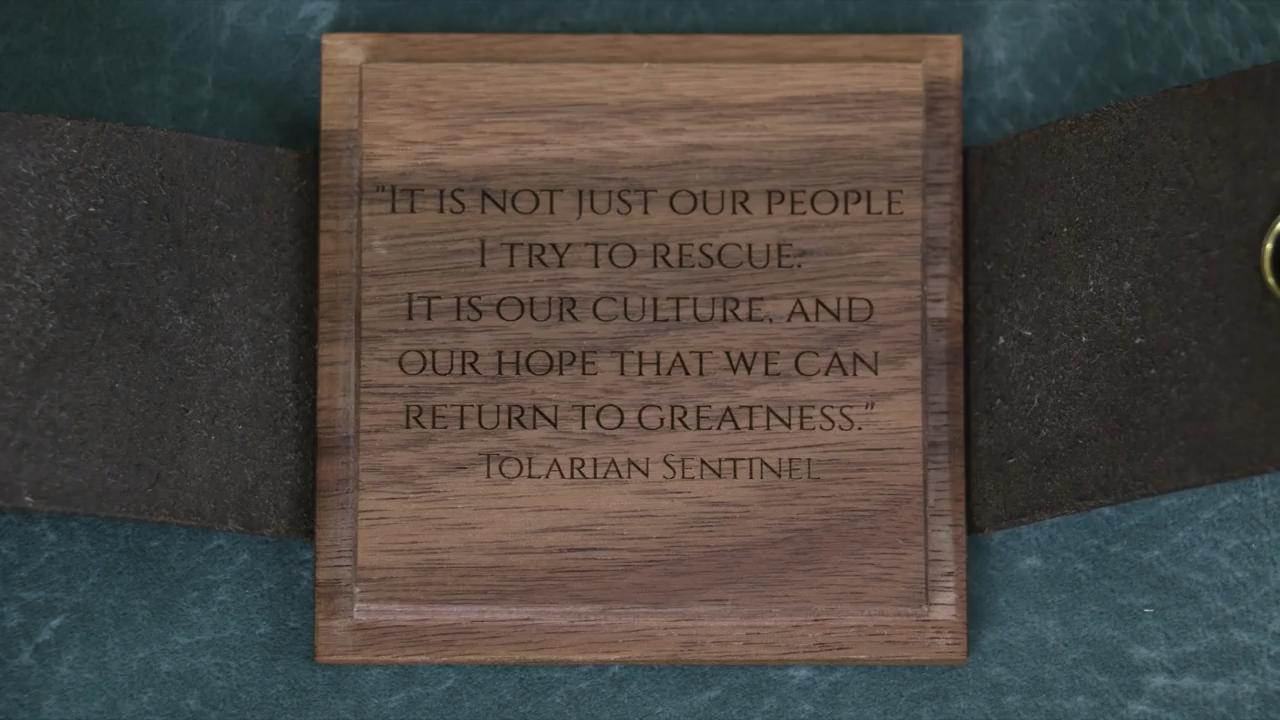 "It is not just our people
I try to rescue.
It is our culture, and
our hope that we can
return to greatness."
Tolarian Sentinel